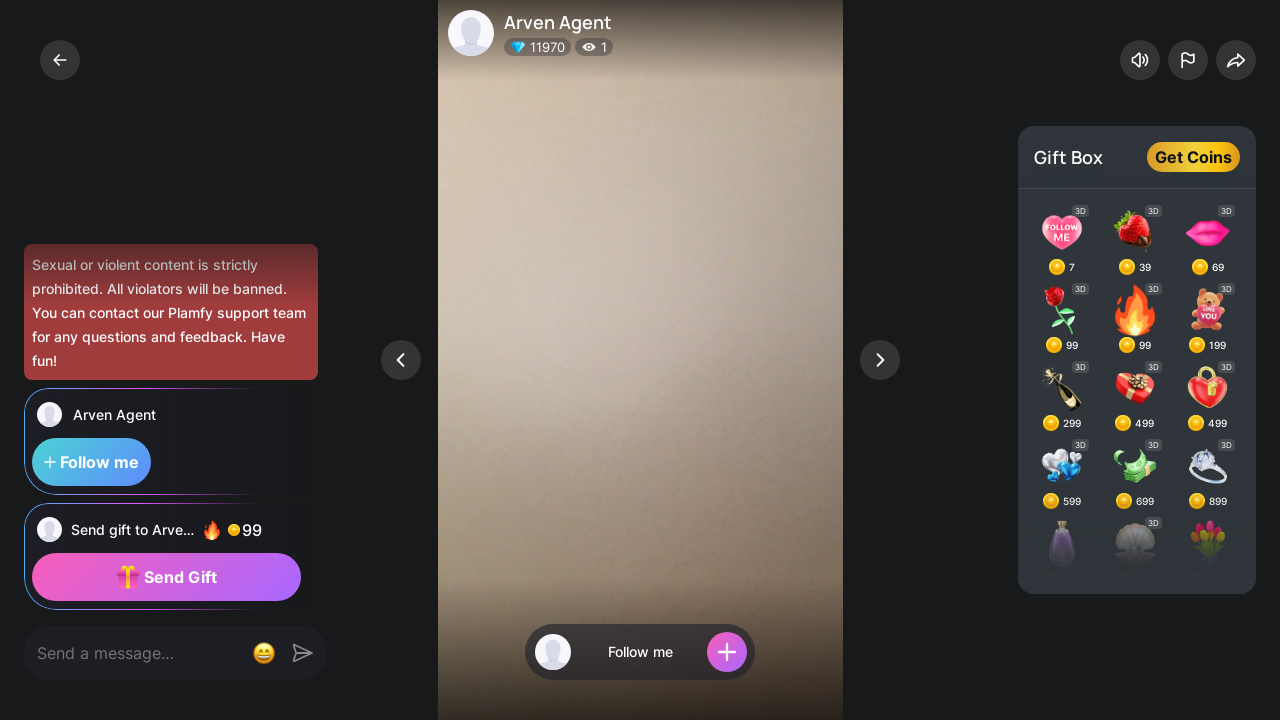 Arven Agent
11970
1
Sexual or violent content is strictly
prohibited. All violators will be banned.
You can contact our Plamfy support team
for any questions and feedback. Have
fun!
Arven Agent
Follow me
Send gift to Arve...
99
Send Gift
Send a message...
Follow me
Gift Box
Get Coins
3D
3D
3D
FOLLOW
ME
7
39
69
3D
3D
3D
LOVE
YOU
99
99
199
3D
3D
3D
299
499
499
3D
3D
3D
599
699
899
3D